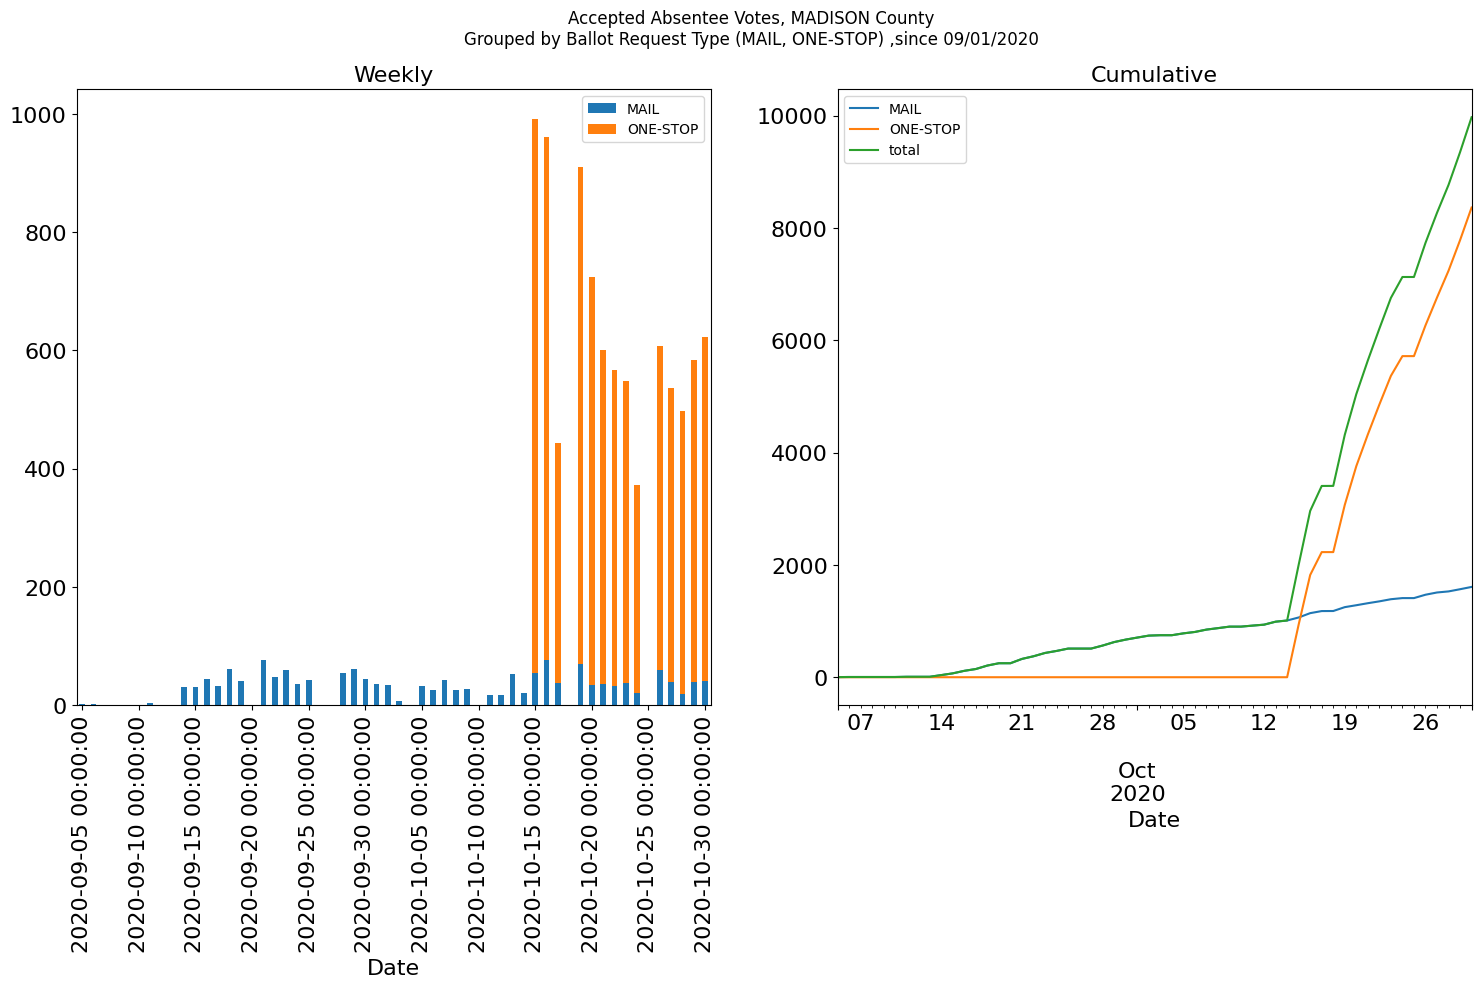 Accepted Absentee Votes, MADISON County
Grouped by Ballot Request Type (MAIL, ONE-STOP) ,since 09/01/2020
Weekly
MAIL
ONE-STOP
1000
800
600
400
200
0
2020-09-05 00:00:00
2020-09-10 00:00:00
2020-09-15 00:00:00
2020-09-20 00:00:00
2020-09-25 00:00:00
2020-09-30 00:00:00
2020-10-05 00:00:00
2020-10-10 00:00:00
2020-10-15 00:00:00
2020-10-20 00:00:00
2020-10-25 00:00:00
2020-10-30 00:00:00
Date
Cumulative
MAIL
ONE-STOP
total
10000
8000
6000
4000
2000
0
07 14 21 28 05 12 19 26
Oct
2020
Date